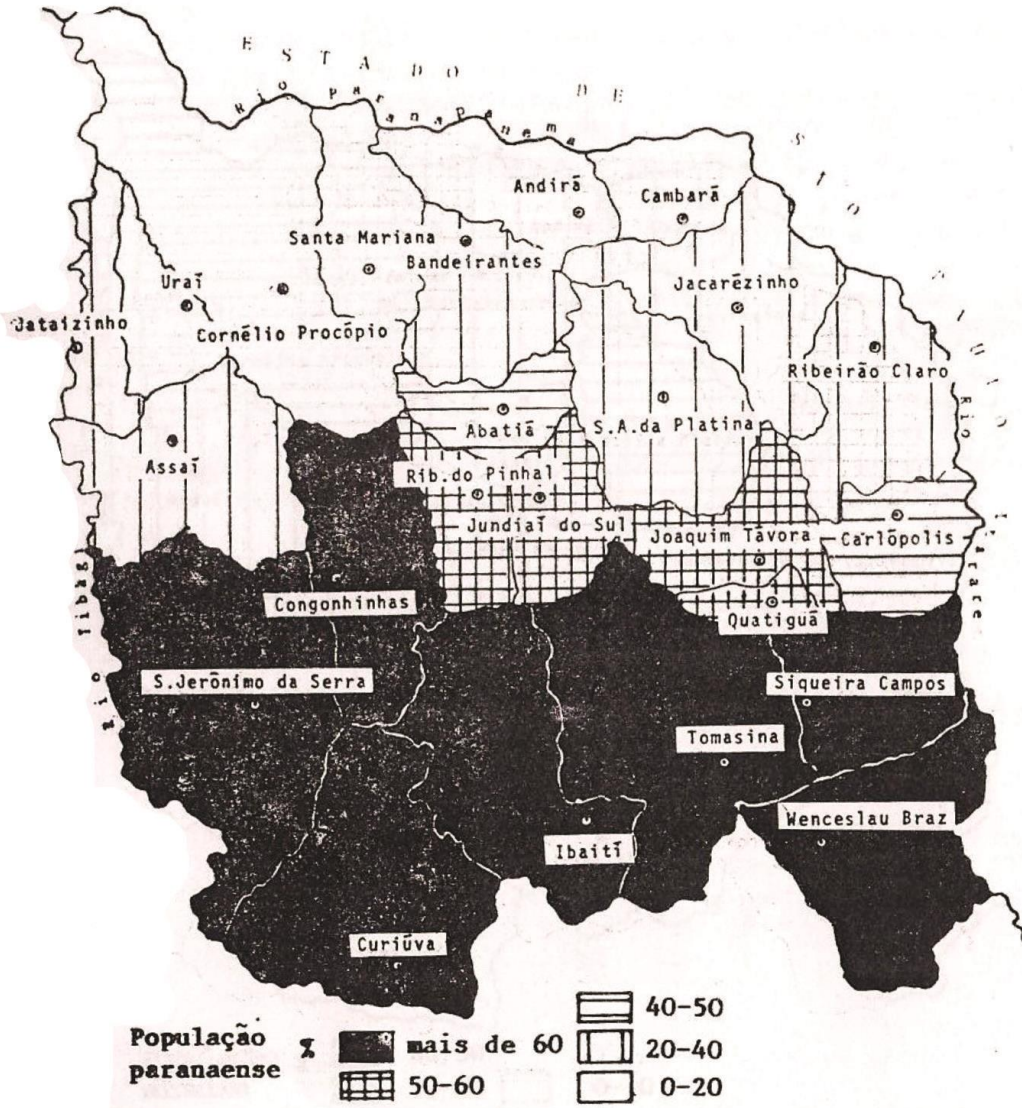 ESTADO DE S. PAULO
Rio Paranapanema
Andirá
Cambará
Santa Mariana
Bandeirantes
Uraí
Jacarézinho
Jataizinho
Cornélio Procópio
Ribeirão Claro
Abatiá
S.A.da Platina
Assaí
Rib.do Pinhal
Jundiaí do Sul
Joaquim Távora
Carlópolis
Rio Itararé
Congonhinhas
Quatiguá
Rio Tibagi
S.Jerônimo da Serra
Siqueira Campos
Tomasina
Wenceslau Braz
Ibaití
Curiúva
População paranaense
%
mais de 60
50-60
40-50
20-40
0-20